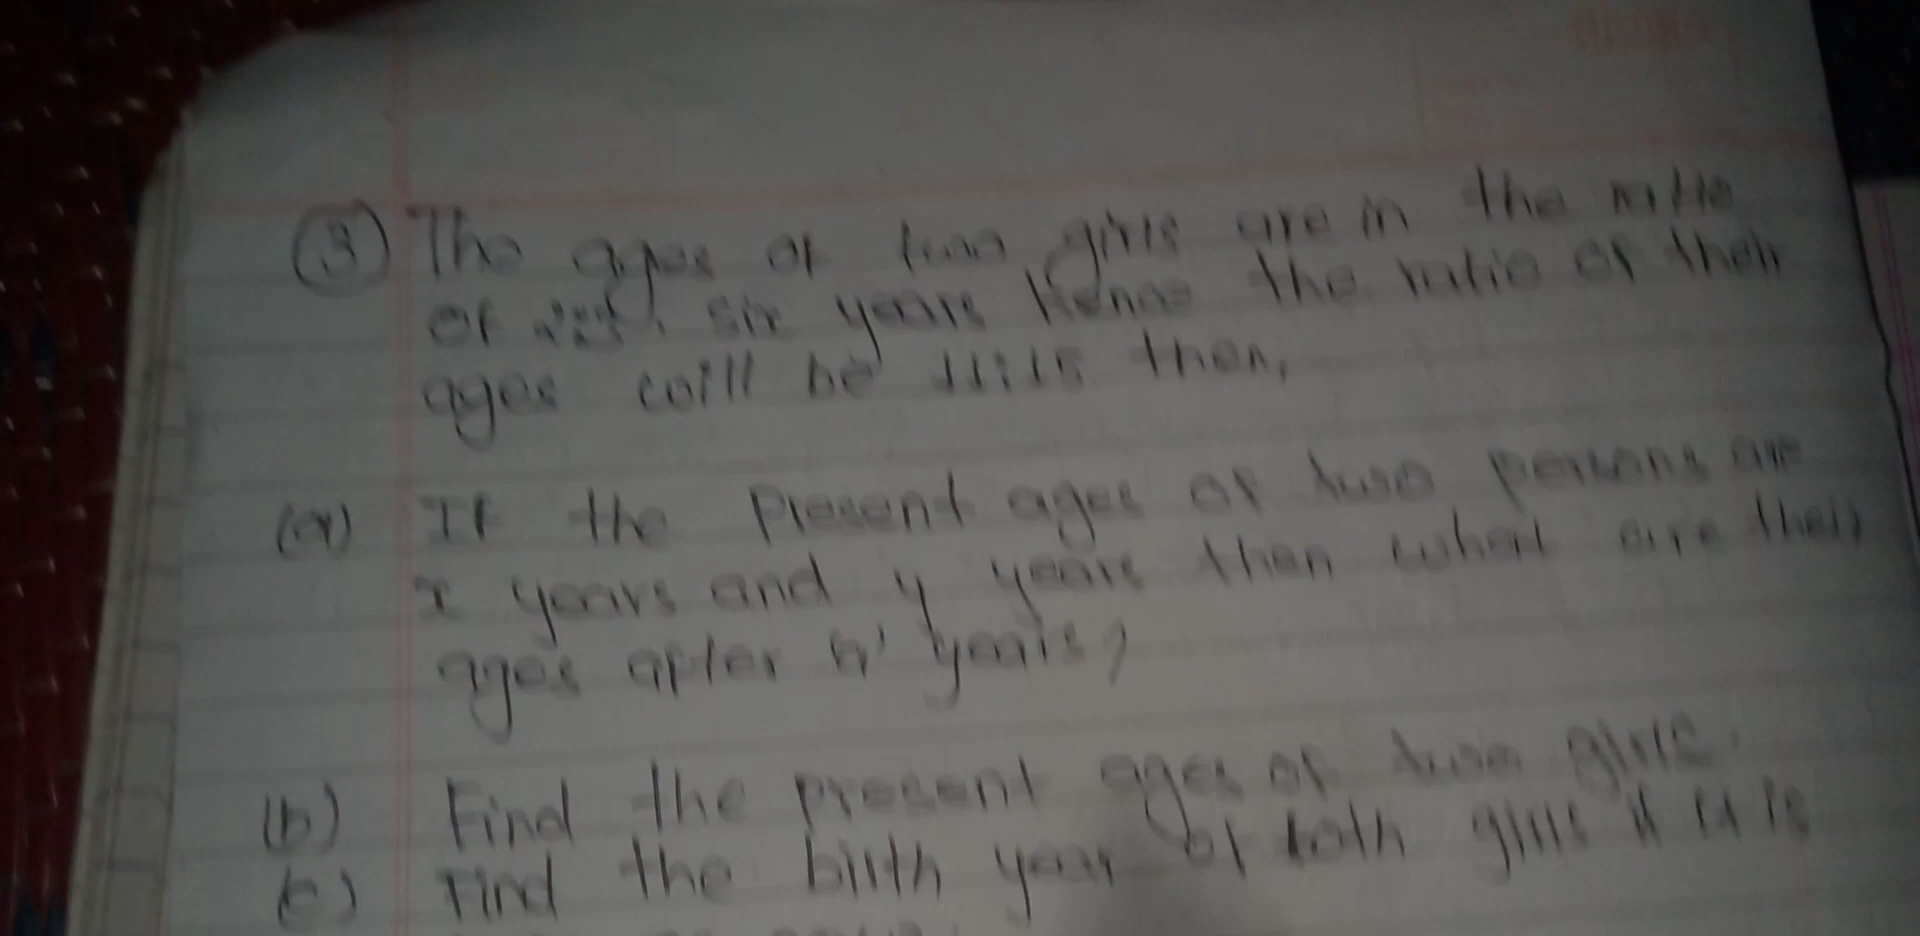 ③ The ages of two girls are in the ratio
of six years Hence the ratio of their
ages will be 11:15 then,
(a) If the Present ages of two persons are
x years and y years then what are their
ages after years?
(b) Find the present ages of two girls.
(c) Find the birth year of both girls if it is